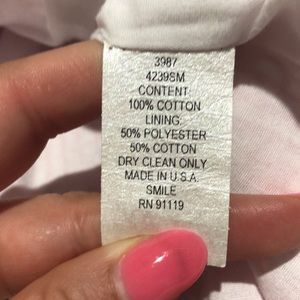 3987
4239SM
CONTENT
100% COTTON
LINING:
50% POLYESTER
50% COTTON
DRY CLEAN ONLY
MADE IN U.S.A.
SMILE
RN 91119